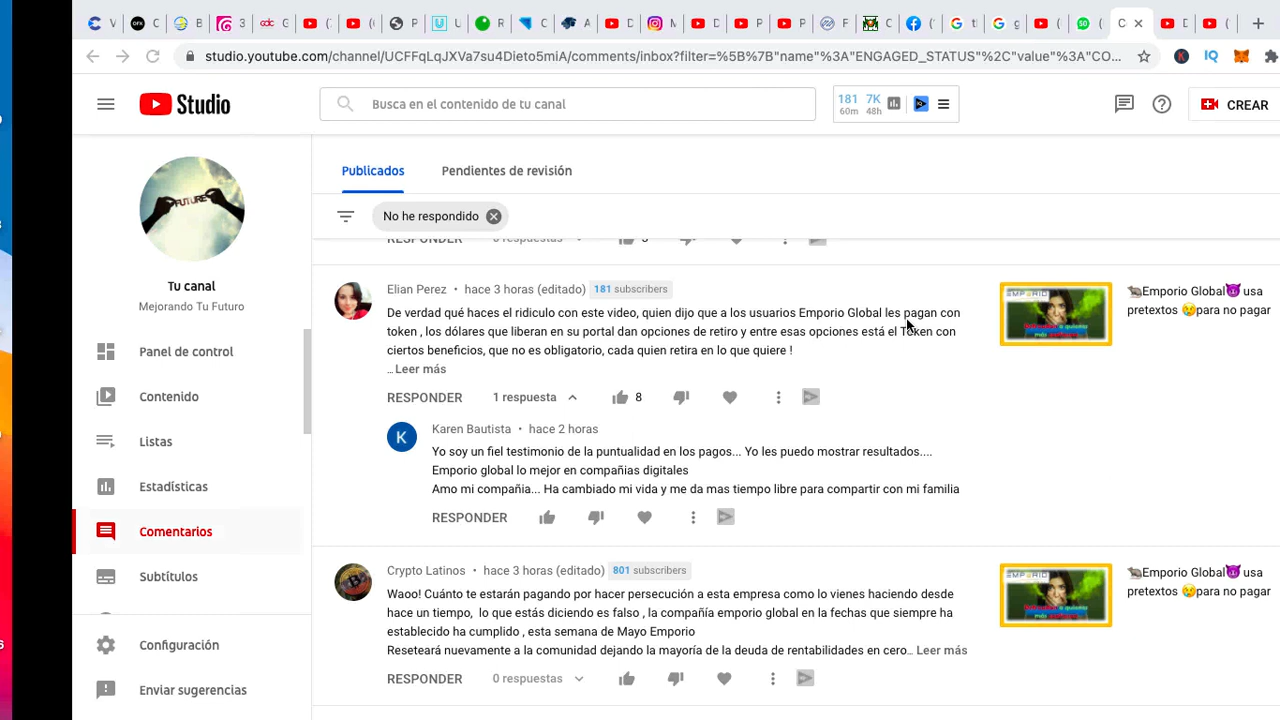 studio.youtube.com/channel/UCFFqLqJXVa7su4Dieto5miA/comments/inbox?filter=%5B%7B"name"%3A"ENGAGED_STATUS"%2C"value"%3A"CO...
Studio
Busca en el contenido de tu canal
181 7K
60m 48h
CREAR
FUTURE
Tu canal
Mejorando Tu Futuro
Panel de control
Contenido
Listas
Estadísticas
Comentarios
Subtítulos
Configuración
Enviar sugerencias
Publicados
Pendientes de revisión
No he respondido
RESPONDER
Elian Perez • hace 3 horas (editado) 181 subscribers
De verdad qué haces el ridiculo con este video, quien dijo que a los usuarios Emporio Global les pagan con
token , los dólares que liberan en su portal dan opciones de retiro y entre esas opciones está el Token con
ciertos beneficios, que no es obligatorio, cada quien retira en lo que quiere !
...Leer más
RESPONDER 1 respuesta 8
Karen Bautista • hace 2 horas
Yo soy un fiel testimonio de la puntualidad en los pagos... Yo les puedo mostrar resultados....
Emporio global lo mejor en compañias digitales
Amo mi compañia... Ha cambiado mi vida y me da mas tiempo libre para compartir con mi familia
RESPONDER
Crypto Latinos • hace 3 horas (editado) 801 subscribers
Waoo! Cuánto te estarán pagando por hacer persecución a esta empresa como lo vienes haciendo desde
hace un tiempo, lo que estás diciendo es falso , la compañía emporio global en la fechas que siempre ha
establecido ha cumplido , esta semana de Mayo Emporio
Reseteará nuevamente a la comunidad dejando la mayoría de la deuda de rentabilidades en cero... Leer más
RESPONDER 0 respuestas
🐀Emporio Global😈 usa
pretextos 😢para no pagar
🐀Emporio Global😈 usa
pretextos 😢para no pagar